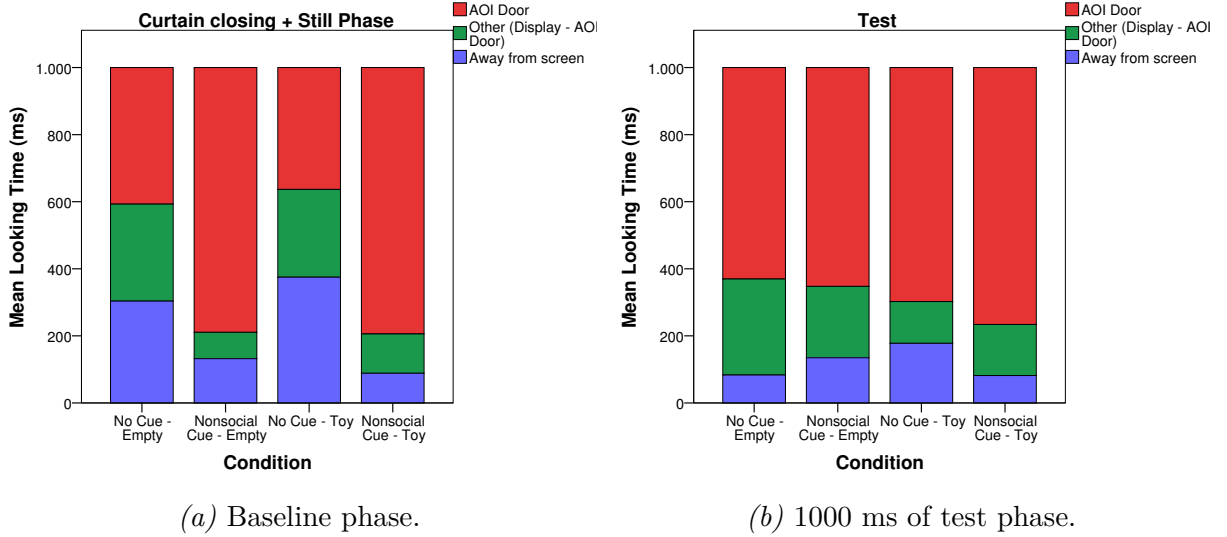 Curtain closing + Still Phase
AOI Door
Other (Display - AOI
Door)
Away from screen
Mean Looking Time (ms)
1.000
800
600
400
200
0
No Cue -
Empty
Nonsocial
Cue - Empty
No Cue - Toy
Nonsocial
Cue - Toy
Condition
(a) Baseline phase.
Test
AOI Door
Other (Display - AOI
Door)
Away from screen
Mean Looking Time (ms)
1.000
800
600
400
200
0
No Cue -
Empty
Nonsocial
Cue - Empty
No Cue - Toy
Nonsocial
Cue - Toy
Condition
(b) 1000 ms of test phase.